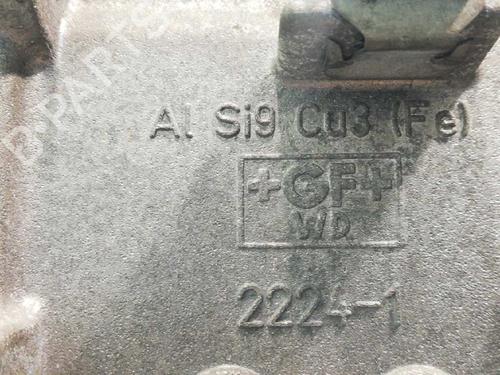 Al Si9 Cu3 (Fe)
+GF+
WD
2224-1
B-PARTS